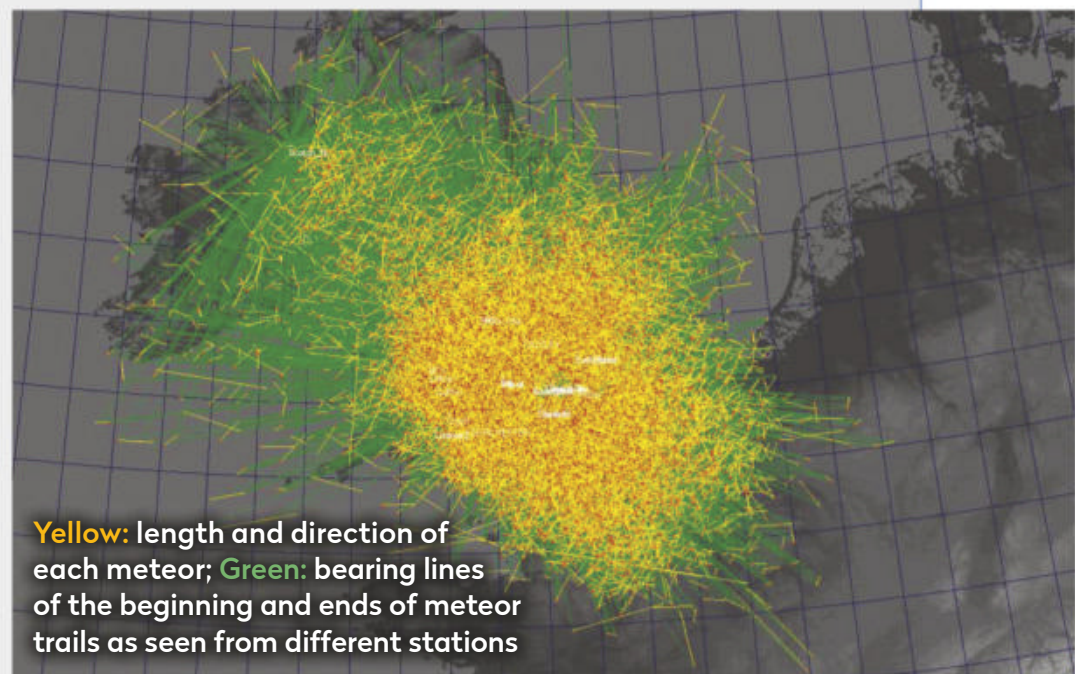 Yellow: length and direction of
each meteor; Green: bearing lines
of the beginning and ends of meteor
trails as seen from different stations